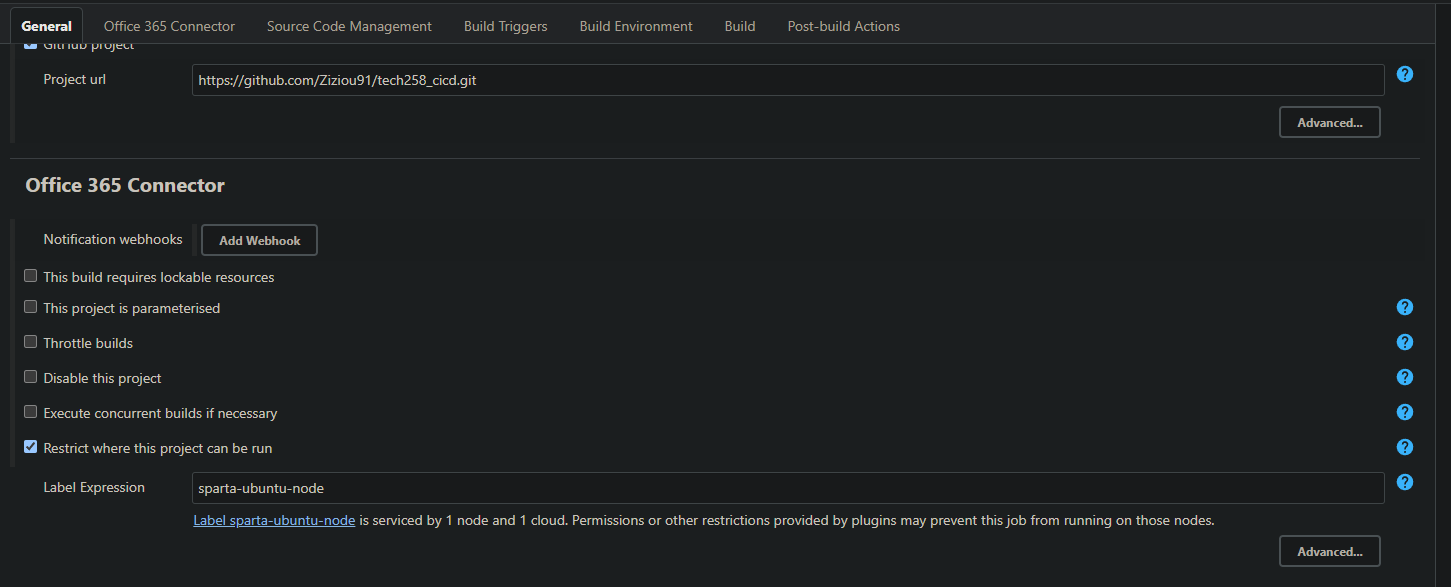 General Office 365 Connector Source Code Management Build Triggers Build Environment Build Post-build Actions
GitHub project
Project url https://github.com/Ziziou91/tech258_cicd.git ?
Advanced...
Office 365 Connector
Notification webhooks Add Webhook
This build requires lockable resources
This project is parameterised ?
Throttle builds ?
Disable this project ?
Execute concurrent builds if necessary ?
Restrict where this project can be run ?
Label Expression sparta-ubuntu-node ?
Label sparta-ubuntu-node is serviced by 1 node and 1 cloud. Permissions or other restrictions provided by plugins may prevent this job from running on those nodes.
Advanced...